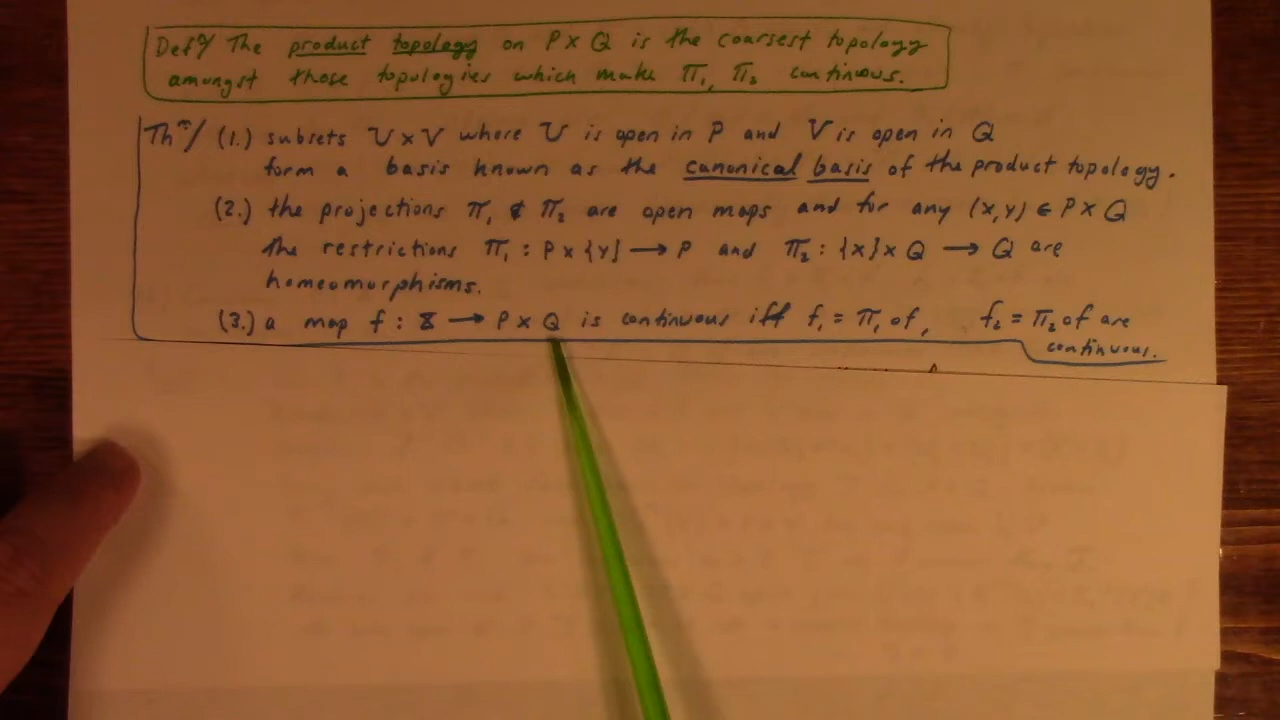 Defn/ The product topology on P × Q is the coarsest topology
amongst those topologies which make π₁, π₂ continuous.
Thm/ (1.) subsets U × V where U is open in P and V is open in Q
form a basis known as the canonical basis of the product topology.
(2.) the projections π₁ & π₂ are open maps and for any (x,y) ∈ P × Q
the restrictions π₁ : P × {y} → P and π₂ : {x} × Q → Q are
homeomorphisms.
(3.) a map f : X → P × Q is continuous iff f₁ = π₁ o f, f₂ = π₂ o f are
continuous.